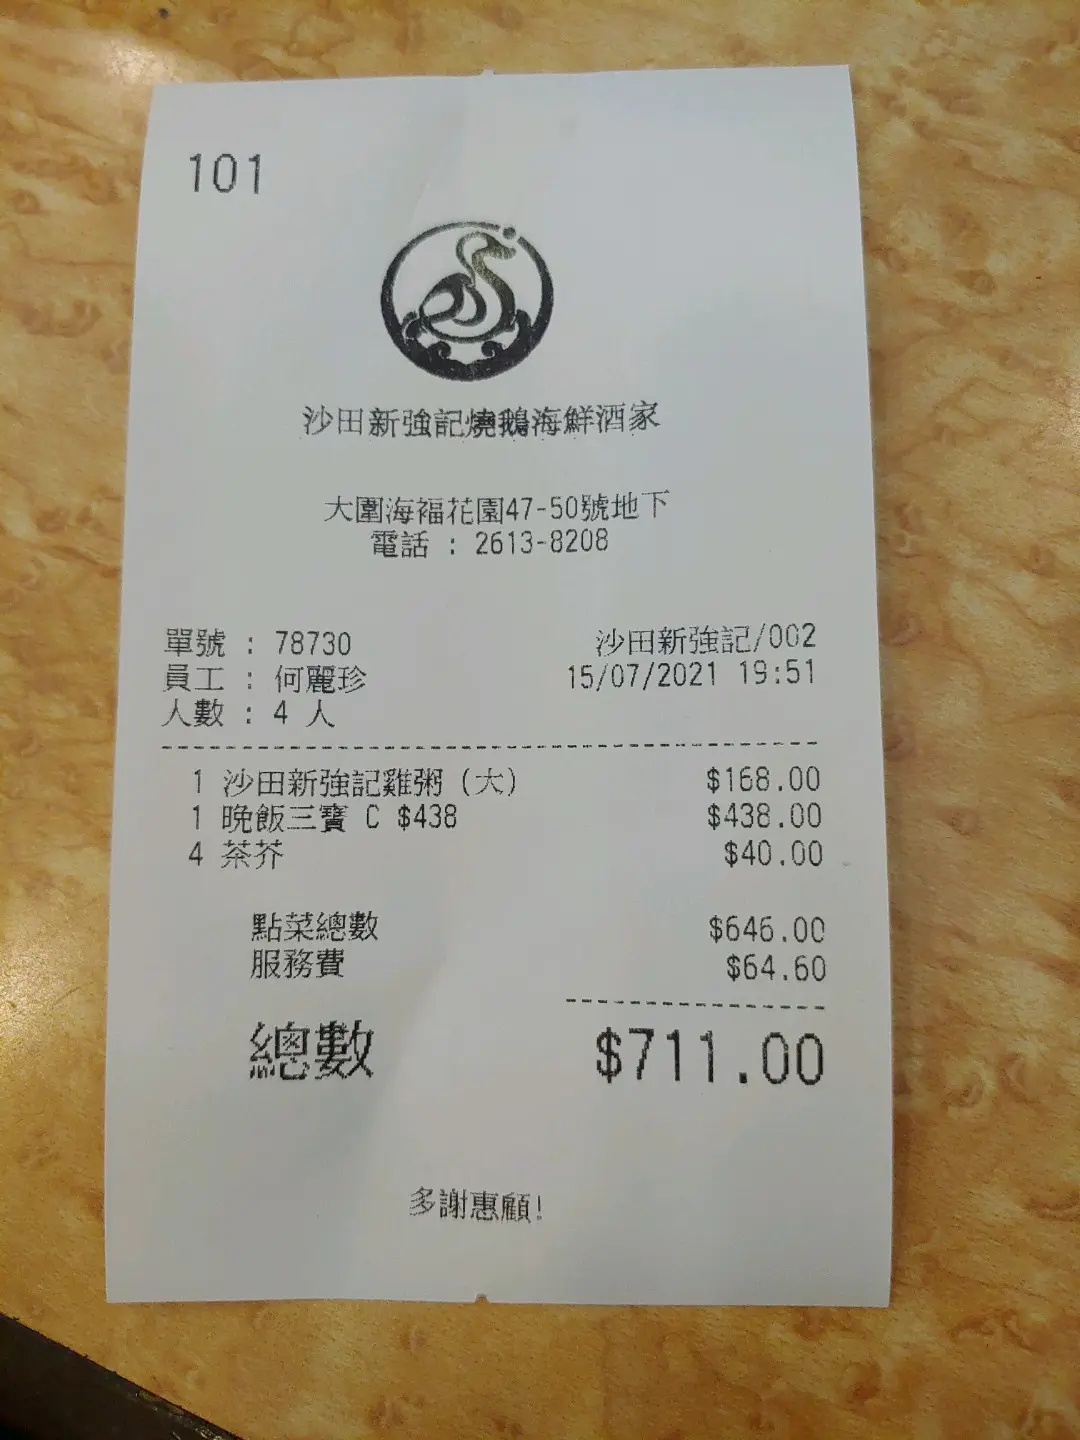 101
沙田新強記燒鵝海鮮酒家
大圍海福花園47-50號地下
電話 : 2613-8208
單號 : 78730 沙田新強記/002
員工 : 何麗珍 15/07/2021 19:51
人數 : 4 人
1 沙田新強記雞粥 (大) $168.00
1 晩飯三寶 C $438 $438.00
4 茶芥 $40.00
點菜總數 $646.00
服務費 $64.60
總數 $711.00
多謝惠顧!